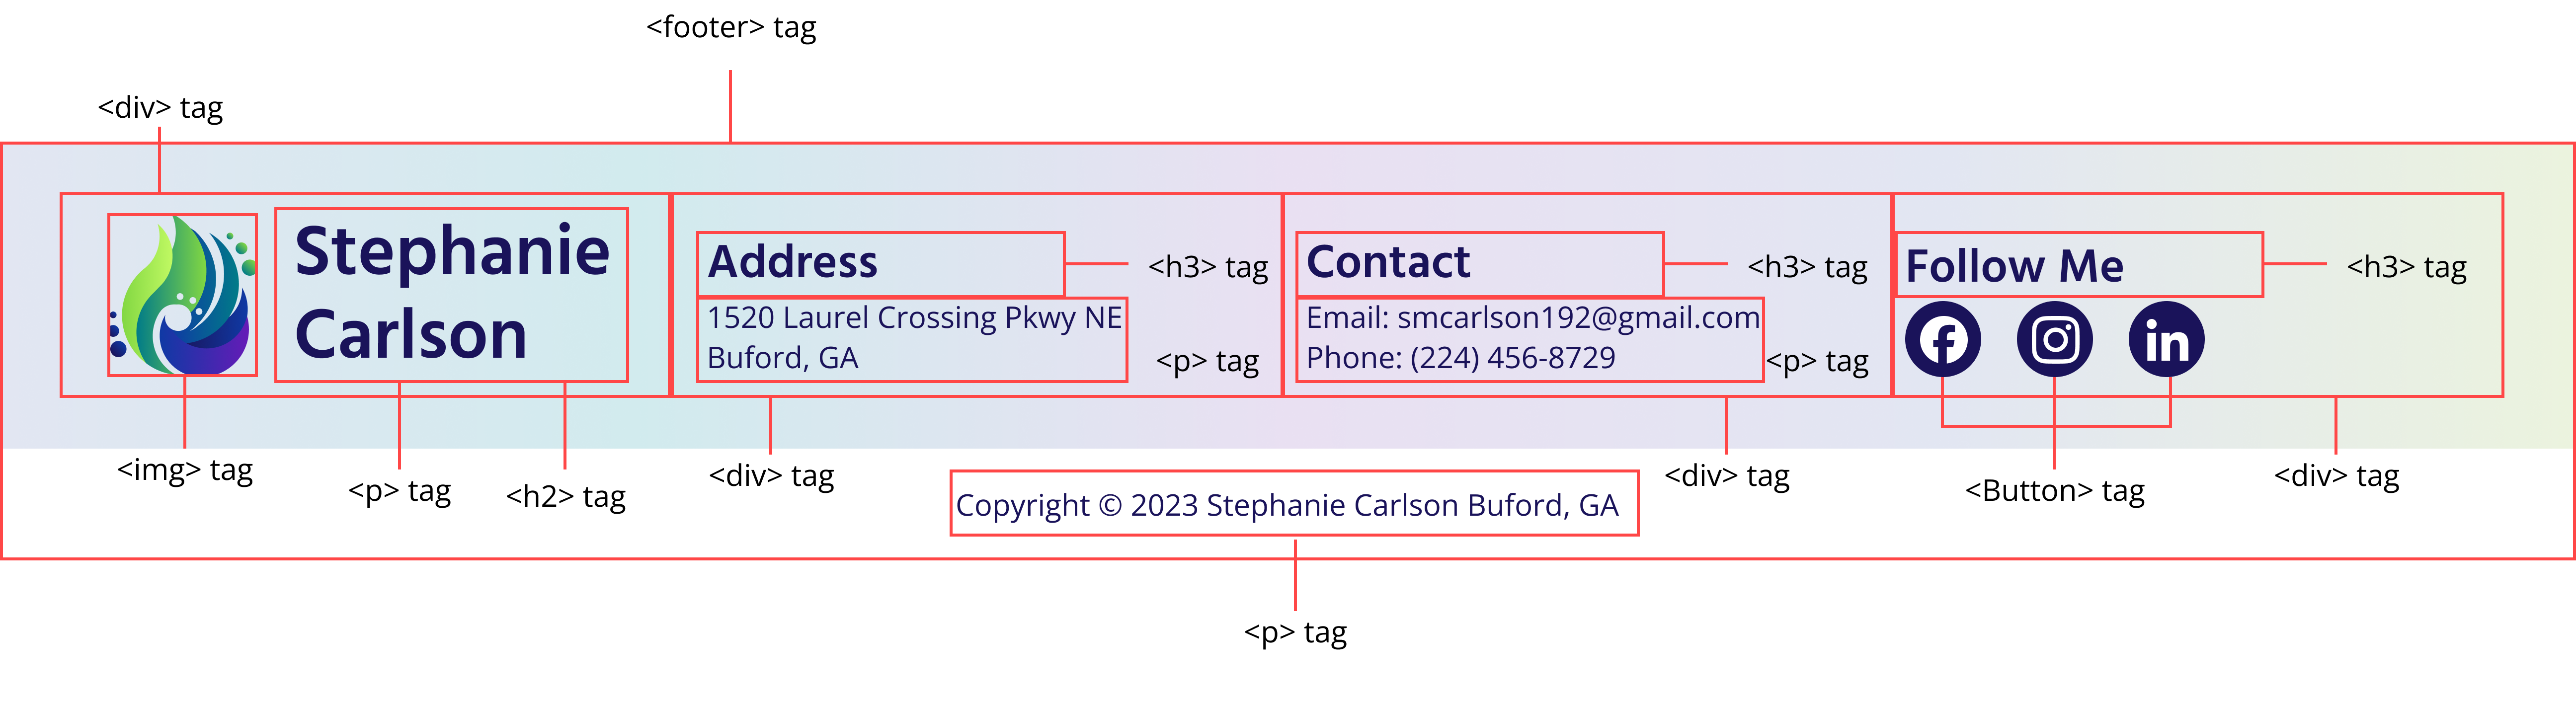 <footer> tag
<div> tag
Stephanie
Carlson
Address
<h3> tag
1520 Laurel Crossing Pkwy NE
Buford, GA
<p> tag
Contact
<h3> tag
Email: smcarlson192@gmail.com
Phone: (224) 456-8729
<p> tag
Follow Me
<h3> tag
in
<img> tag
<p> tag
<h2> tag
<div> tag
<div> tag
<Button> tag
<div> tag
Copyright © 2023 Stephanie Carlson Buford, GA
<p> tag